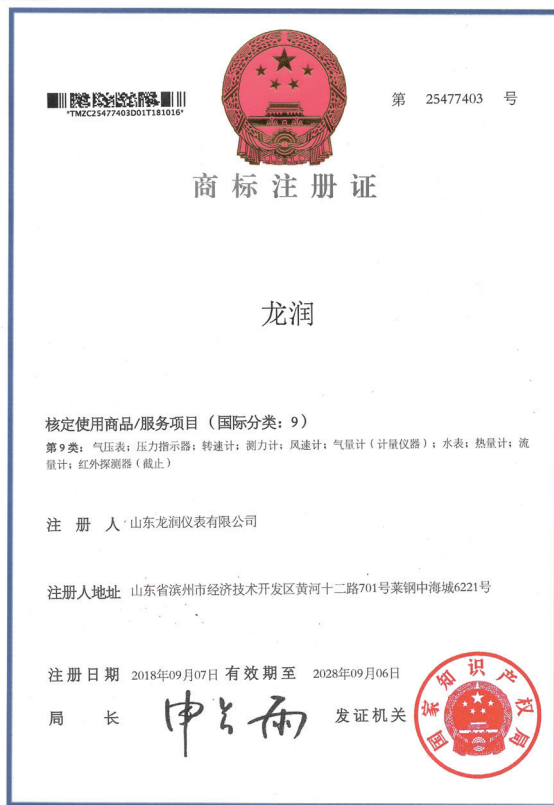 *TMZC25477403D01T181016*
第 25477403 号
商标注册证
龙润
核定使用商品/服务项目（国际分类：9）
第9类：气压表；压力指示器；转速计；测力计；风速计；气量计（计量仪器）；水表；热量计；流
量计；红外探测器（截止）
注册人 山东龙润仪表有限公司
注册人地址 山东省滨州市经济技术开发区黄河十二路701号莱钢中海城6221号
注册日期 2018年09月07日 有效期至 2028年09月06日
局长 申长雨 发证机关
国家知识产权局